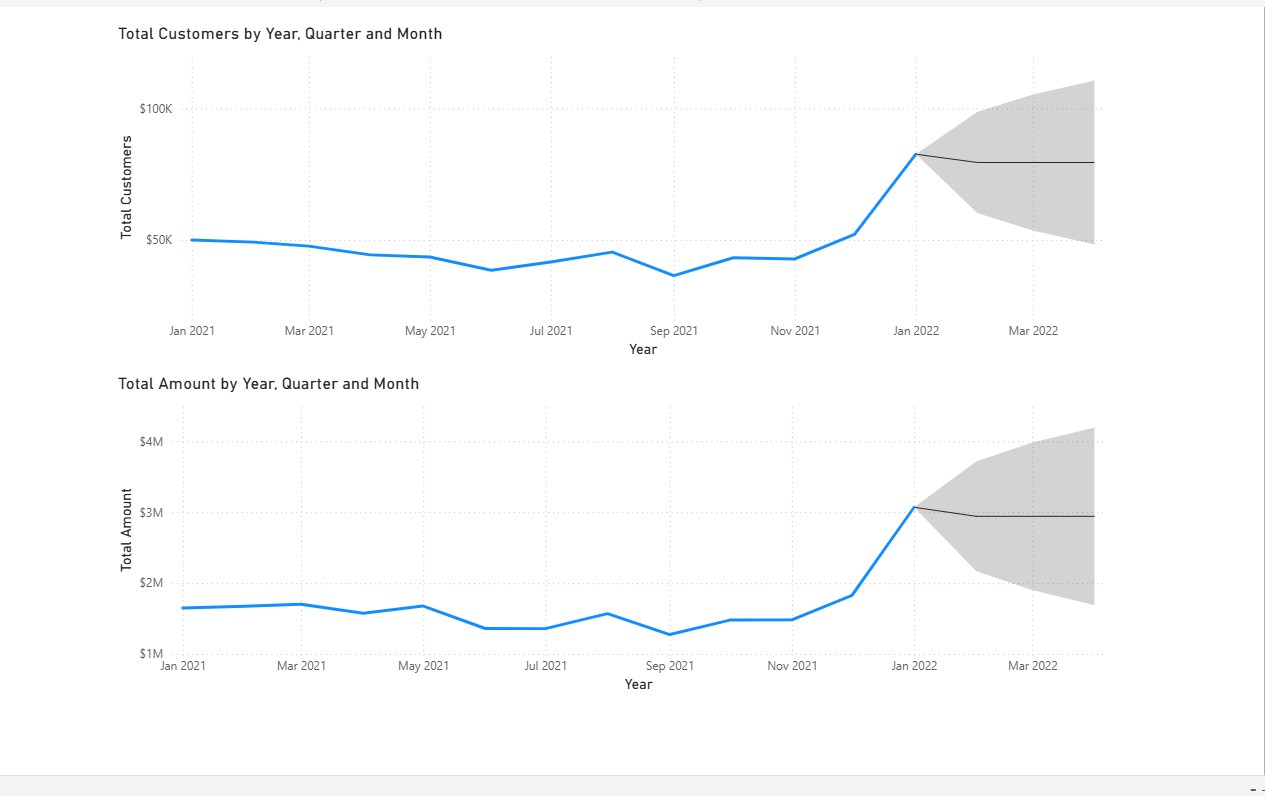 Total Customers by Year, Quarter and Month
$100K
$50K
Total Customers
Jan 2021 Mar 2021 May 2021 Jul 2021 Sep 2021 Nov 2021 Jan 2022 Mar 2022
Year
Total Amount by Year, Quarter and Month
$4M
$3M
$2M
$1M
Total Amount
Jan 2021 Mar 2021 May 2021 Jul 2021 Sep 2021 Nov 2021 Jan 2022 Mar 2022
Year